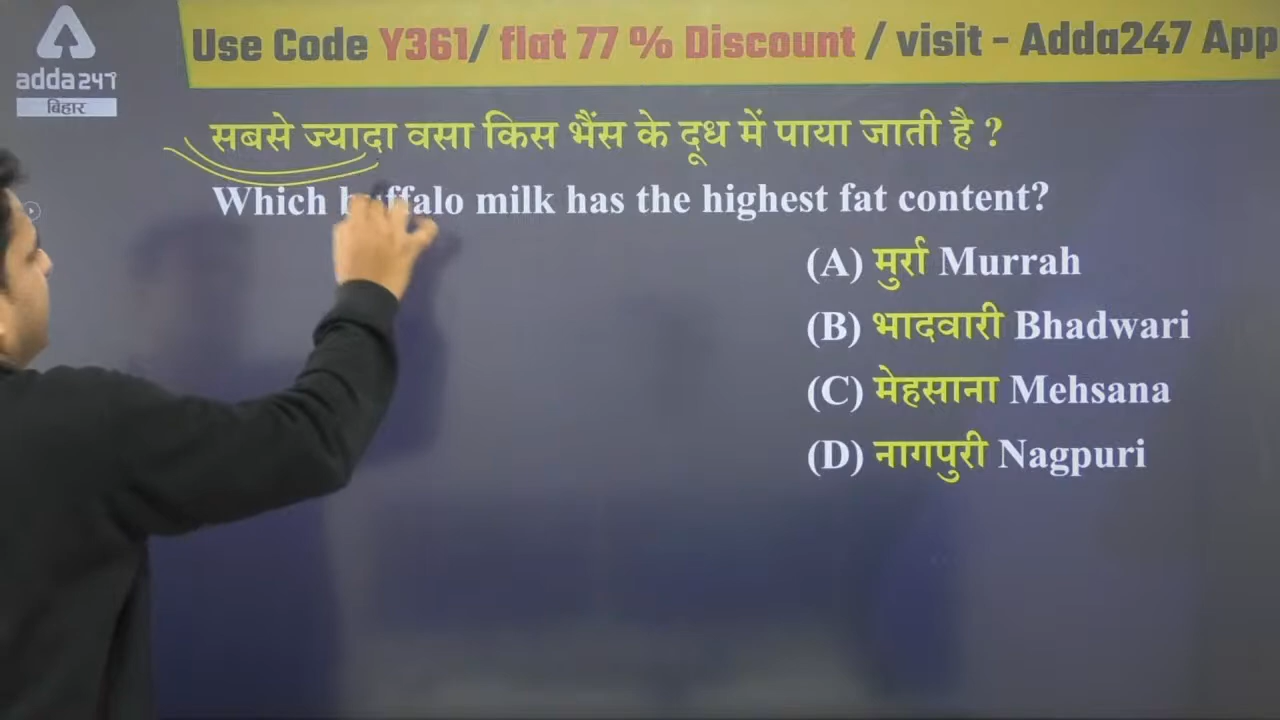 Use Code Y361/ flat 77 % Discount / visit - Adda247 App
adda247
बिहार
सबसे ज्यादा वसा किस भैंस के दूध में पाया जाती है ?
Which buffalo milk has the highest fat content?
(A) मुर्रा Murrah
(B) भादवारी Bhadwari
(C) मेहसाना Mehsana
(D) नागपुरी Nagpuri